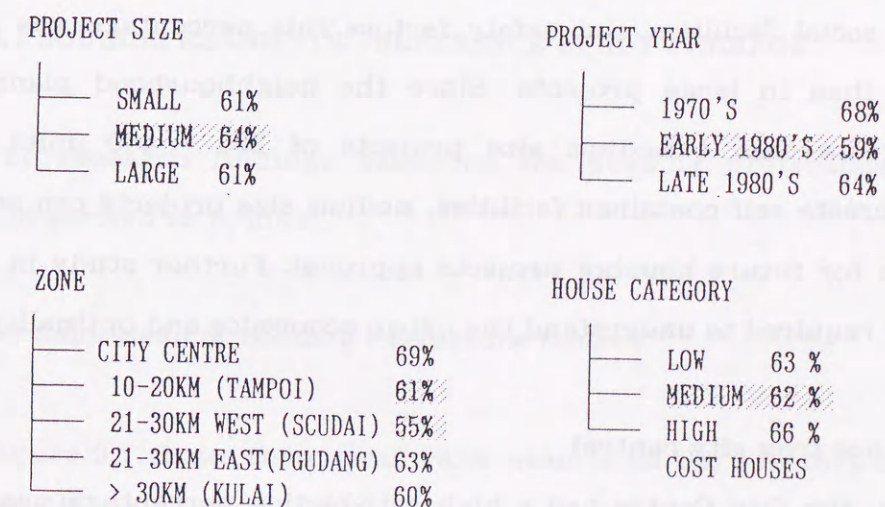 PROJECT SIZE
SMALL 61%
MEDIUM 64%
LARGE 61%
PROJECT YEAR
1970'S 68%
EARLY 1980'S 59%
LATE 1980'S 64%
ZONE
CITY CENTRE 69%
10-20KM (TAMPOI) 61%
21-30KM WEST (SCUDAI) 55%
21-30KM EAST(PGUDANG) 63%
> 30KM (KULAI) 60%
HOUSE CATEGORY
LOW 63 %
MEDIUM 62 %
HIGH 66 %
COST HOUSES